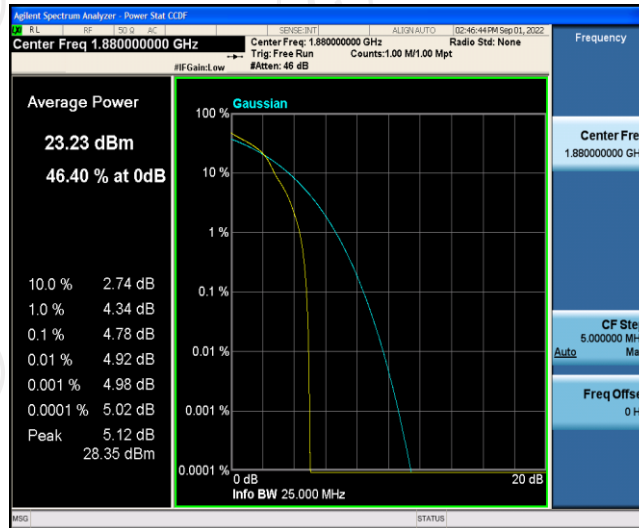 Agilent Spectrum Analyzer - Power Stat CCDF
RL RF 50 Ω AC SENSE:INT ALIGN AUTO 02:46:44 PM Sep 01, 2022
Center Freq 1.880000000 GHz
Center Freq: 1.880000000 GHz Radio Std: None
Trig: Free Run Counts:1.00 M/1.00 Mpt
#IFGain:Low #Atten: 46 dB
Frequency
Average Power
23.23 dBm
46.40 % at 0dB
10.0 % 2.74 dB
1.0 % 4.34 dB
0.1 % 4.78 dB
0.01 % 4.92 dB
0.001 % 4.98 dB
0.0001 % 5.02 dB
Peak 5.12 dB
28.35 dBm
Gaussian
100 %
10 %
1 %
0.1 %
0.01 %
0.001 %
0.0001 %
0 dB 20 dB
Info BW 25.000 MHz
Center Fre
1.880000000 GH
CF Ste
5.000000 MH
Auto Ma
Freq Offse
0 H
MSG STATUS